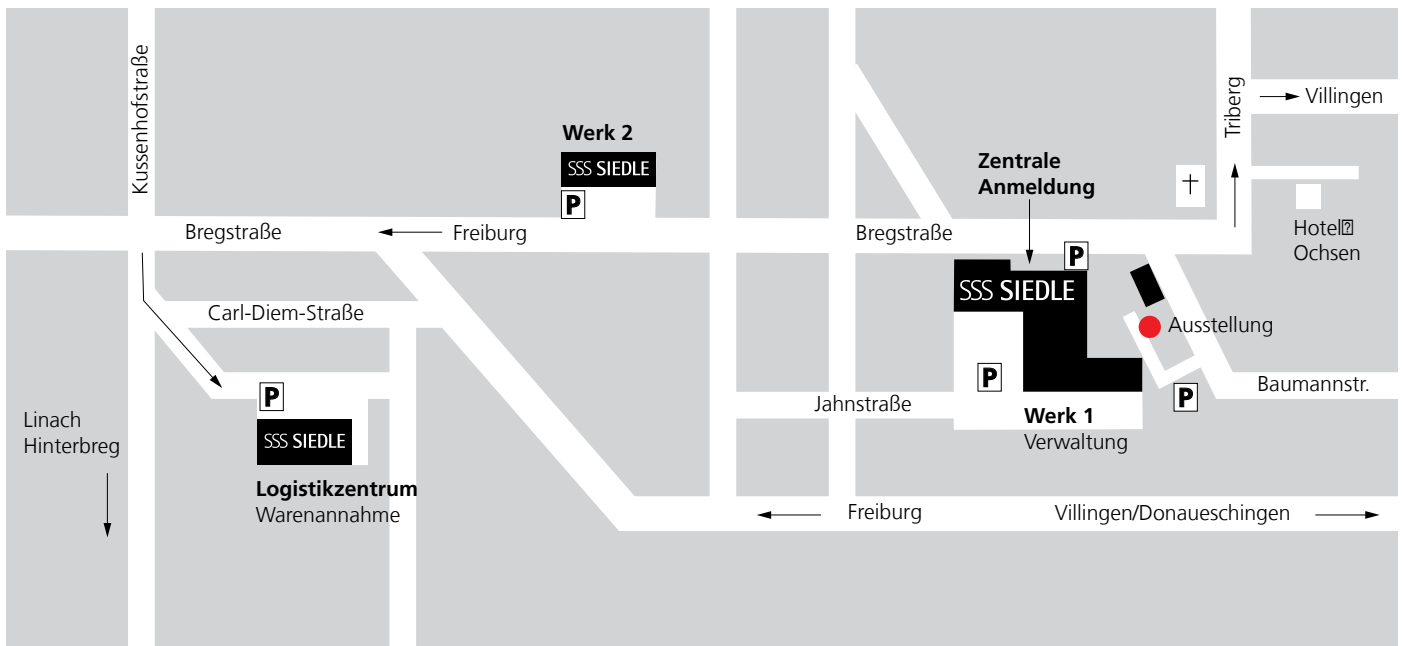 Kussenhofstraße
Triberg
Villingen
Werk 2
SSS SIEDLE
P
Zentrale
Anmeldung
Bregstraße
Freiburg
Bregstraße
Hotel
Ochsen
P
SSS SIEDLE
Carl-Diem-Straße
Ausstellung
P
P
P
Baumannstr.
Jahnstraße
Werk 1
Verwaltung
Linach
Hinterbreg
SSS SIEDLE
Logistikzentrum
Warenannahme
Freiburg
Villingen/Donaueschingen